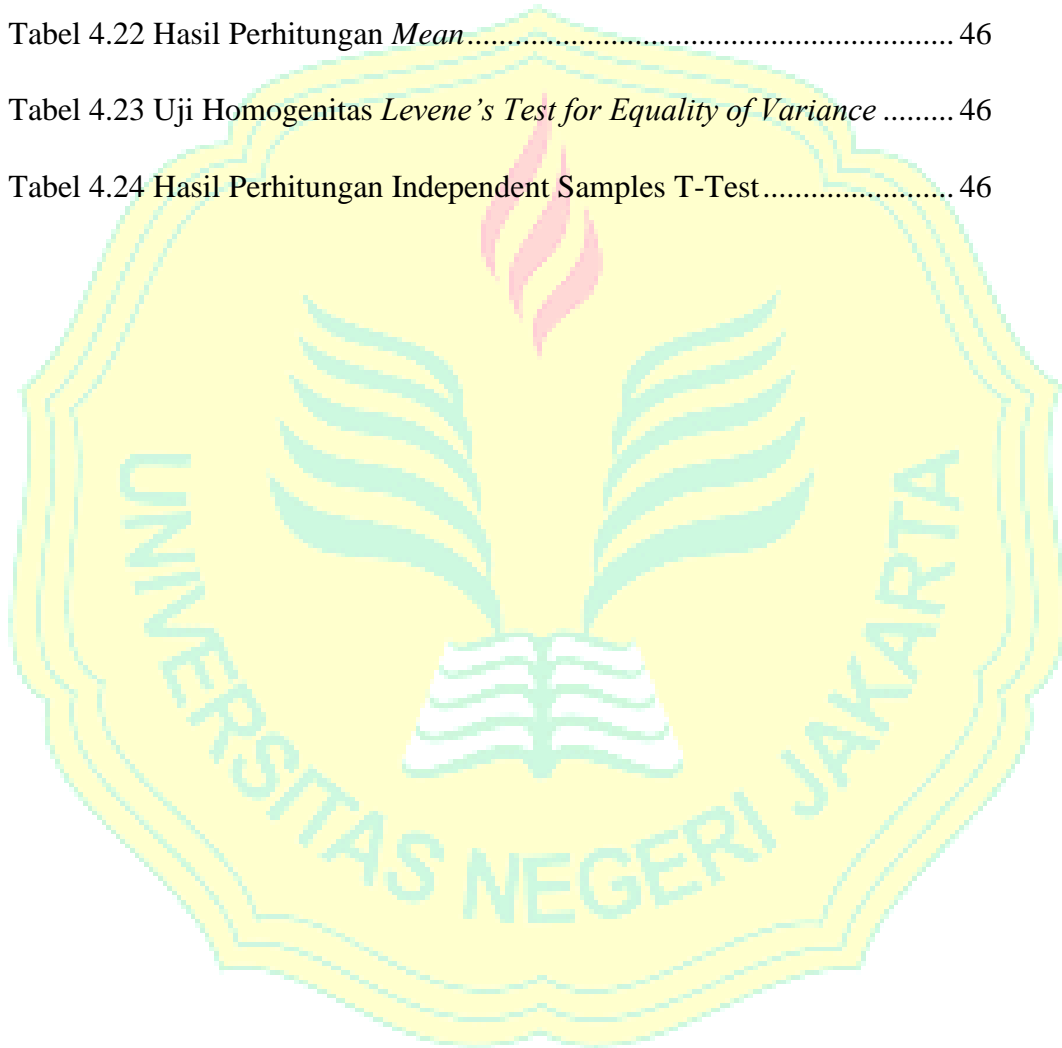 Tabel 4.22 Hasil Perhitungan Mean.............................................................. 46
Tabel 4.23 Uji Homogenitas Levene’s Test for Equality of Variance ......... 46
Tabel 4.24 Hasil Perhitungan Independent Samples T-Test........................ 46
UNIVERSITAS NEGERI JAKARTA